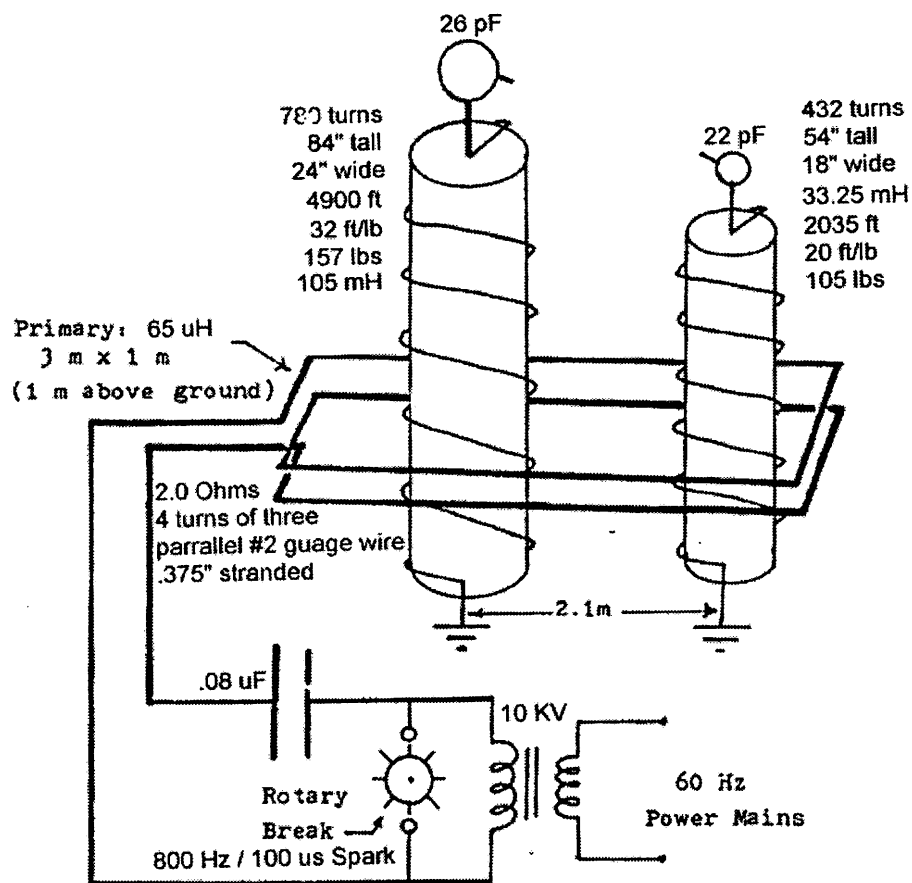 26 pF
780 turns
84" tall
24" wide
4900 ft
32 ft/lb
157 lbs
105 mH
22 pF
432 turns
54" tall
18" wide
33.25 mH
2035 ft
20 ft/lb
105 lbs
Primary: 65 uH
3 m x 1 m
(1 m above ground)
2.0 Ohms
4 turns of three
parrallel #2 guage wire
.375" stranded
2.1m
.08 uF
10 KV
Rotary
Break
800 Hz / 100 us Spark
60 Hz
Power Mains